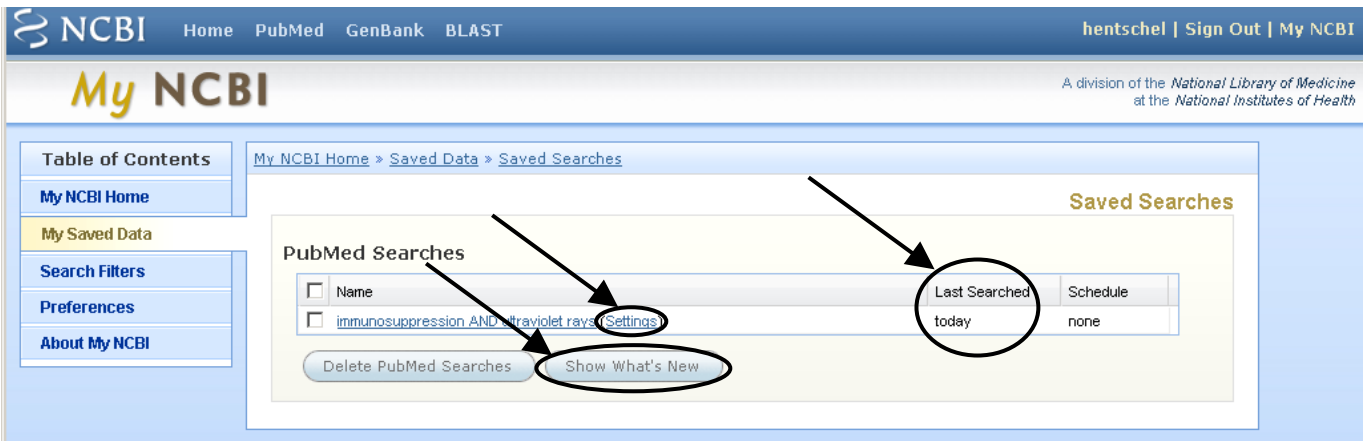 NCBI Home PubMed GenBank BLAST hentschel | Sign Out | My NCBI
My NCBI
A division of the National Library of Medicine
at the National Institutes of Health
Table of Contents
My NCBI Home
My Saved Data
Search Filters
Preferences
About My NCBI
My NCBI Home » Saved Data » Saved Searches
Saved Searches
PubMed Searches
Name Last Searched Schedule
immunosuppression AND ultraviolet rays (Settings) today none
Delete PubMed Searches Show What's New